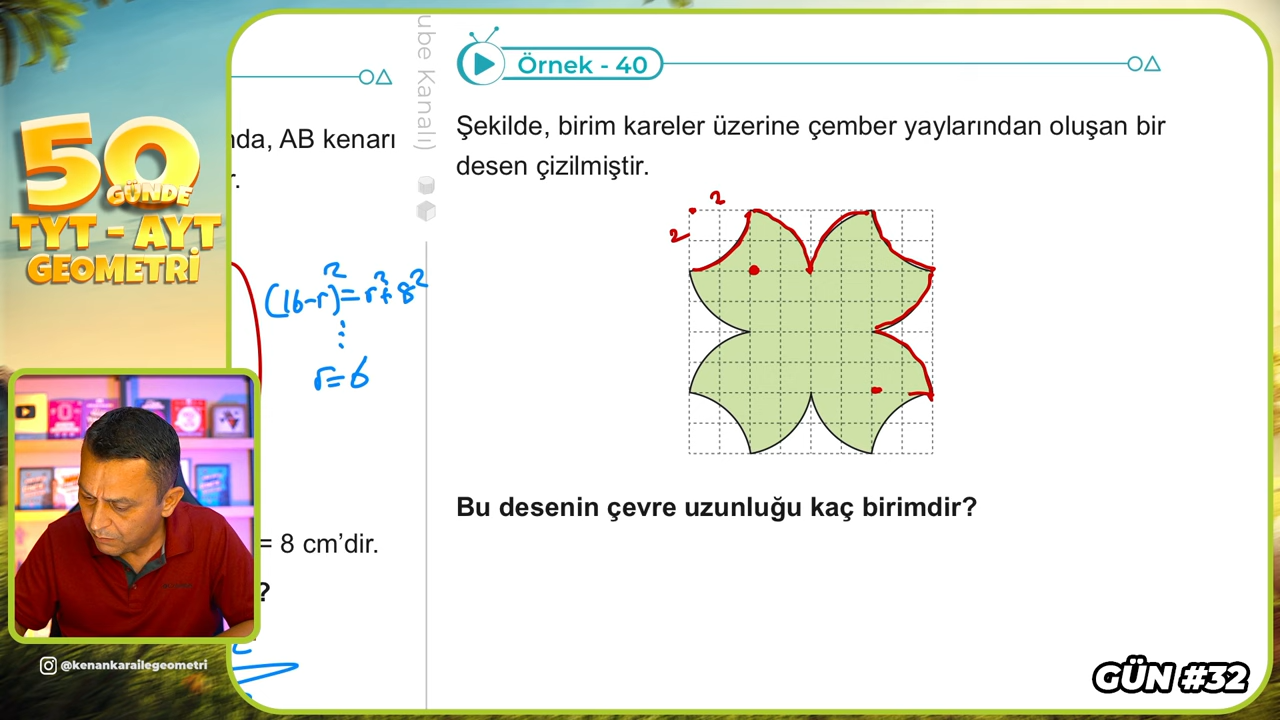 50
GÜNDE
TYT - AYT
GEOMETRİ
nda, AB kenarı
r.
(16-r)²=r²+8²
r=6
= 8 cm'dir.
?
ube Kanalı)
Örnek - 40
Şekilde, birim kareler üzerine çember yaylarından oluşan bir
desen çizilmiştir.
2
2
Bu desenin çevre uzunluğu kaç birimdir?
@kenankarailegeometri
GÜN #32